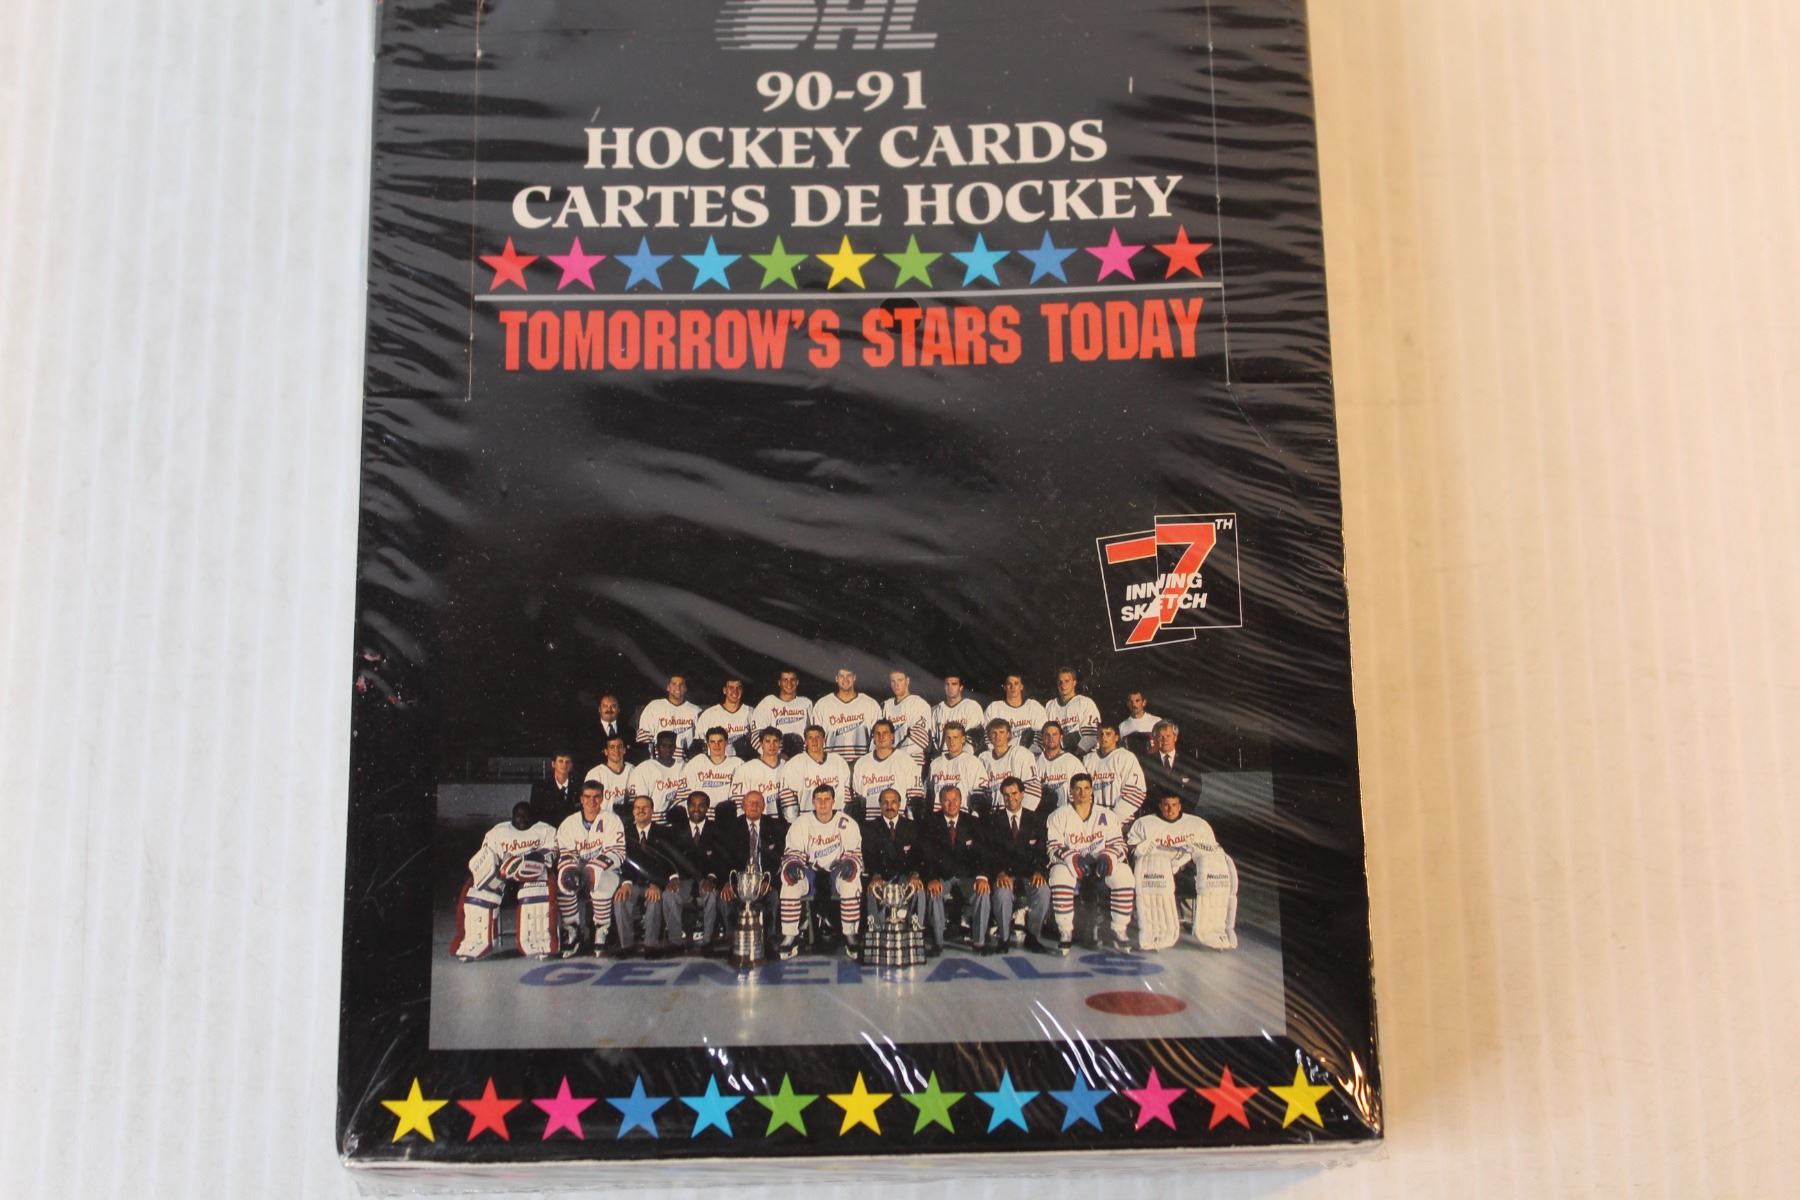 OHL
90-91
HOCKEY CARDS
CARTES DE HOCKEY
TOMORROW'S STARS TODAY
7TH
INNING
SKETCH
GENERALS